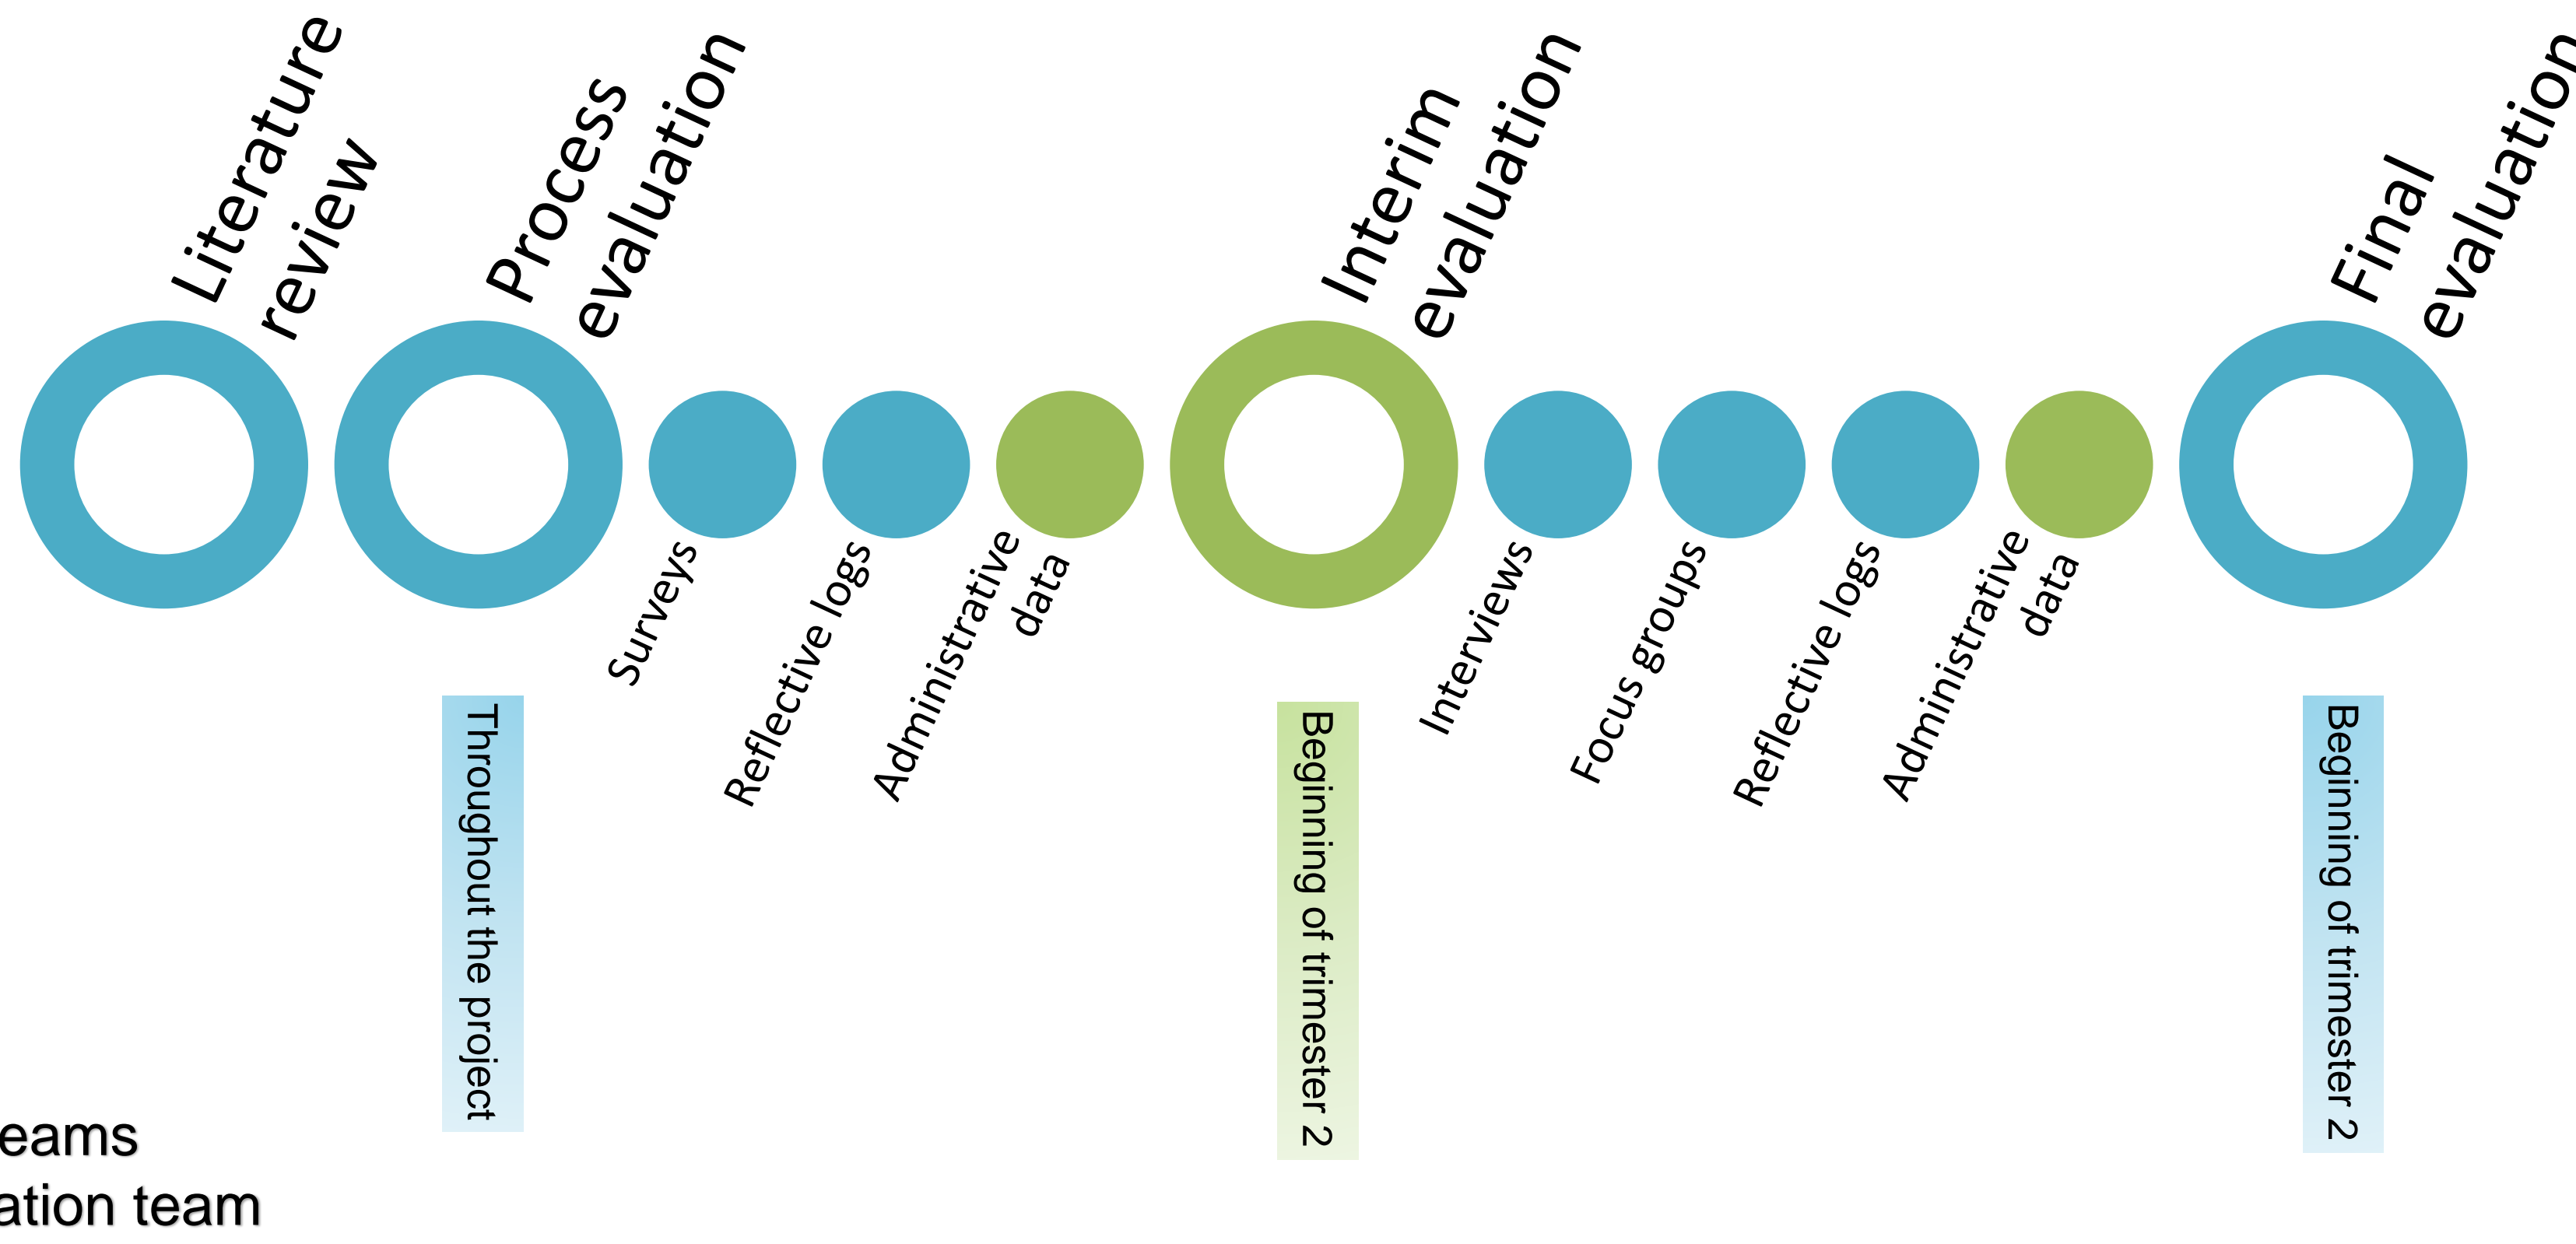 Literature
review
Process
evaluation
Interim
evaluation
Final
evaluation
Surveys
Reflective logs
Administrative
data
Interviews
Focus groups
Reflective logs
Administrative
data
Throughout the project
Beginning of trimester 2
Beginning of trimester 2
eams
ation team